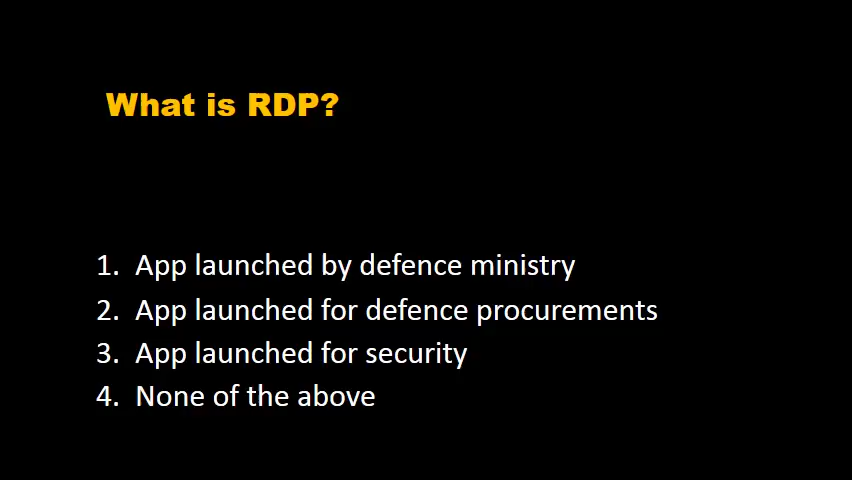 What is RDP?
1. App launched by defence ministry
2. App launched for defence procurements
3. App launched for security
4. None of the above